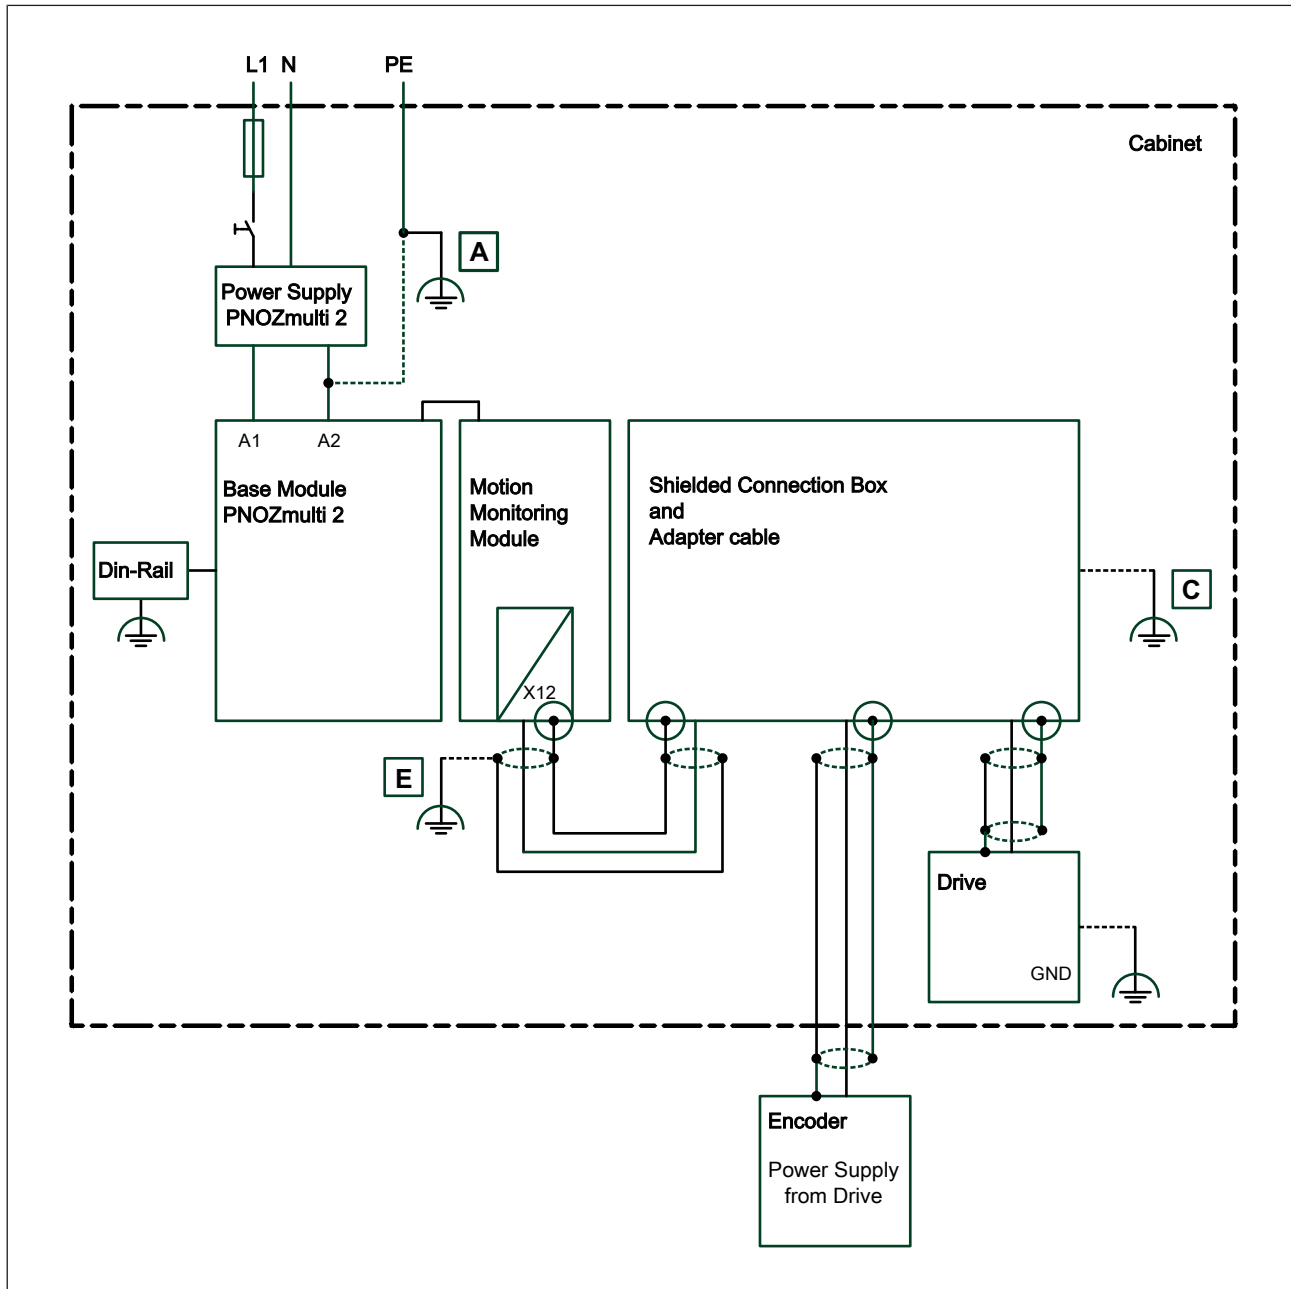 L1 N PE
Cabinet
A
Power Supply
PNOZmulti 2
A1 A2
Base Module
PNOZmulti 2
Motion
Monitoring
Module
Shielded Connection Box
and
Adapter cable
Din-Rail
C
X12
E
Drive
GND
Encoder
Power Supply
from Drive